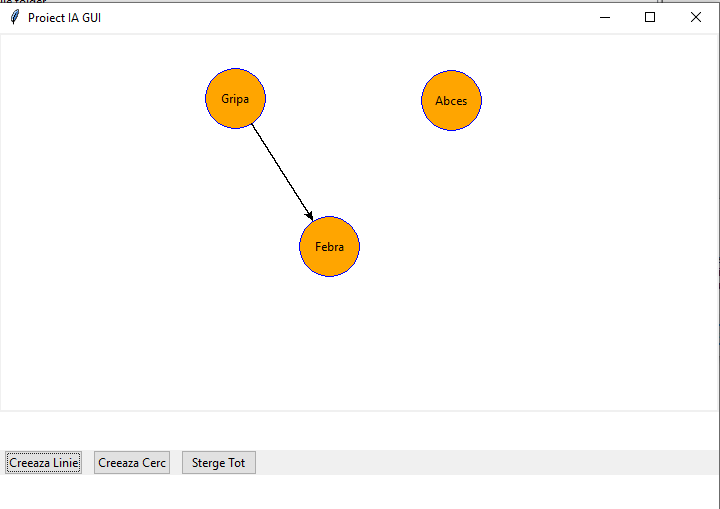 Proiect IA GUI
Gripa
Abces
Febra
Creeaza Linie
Creeaza Cerc
Sterge Tot